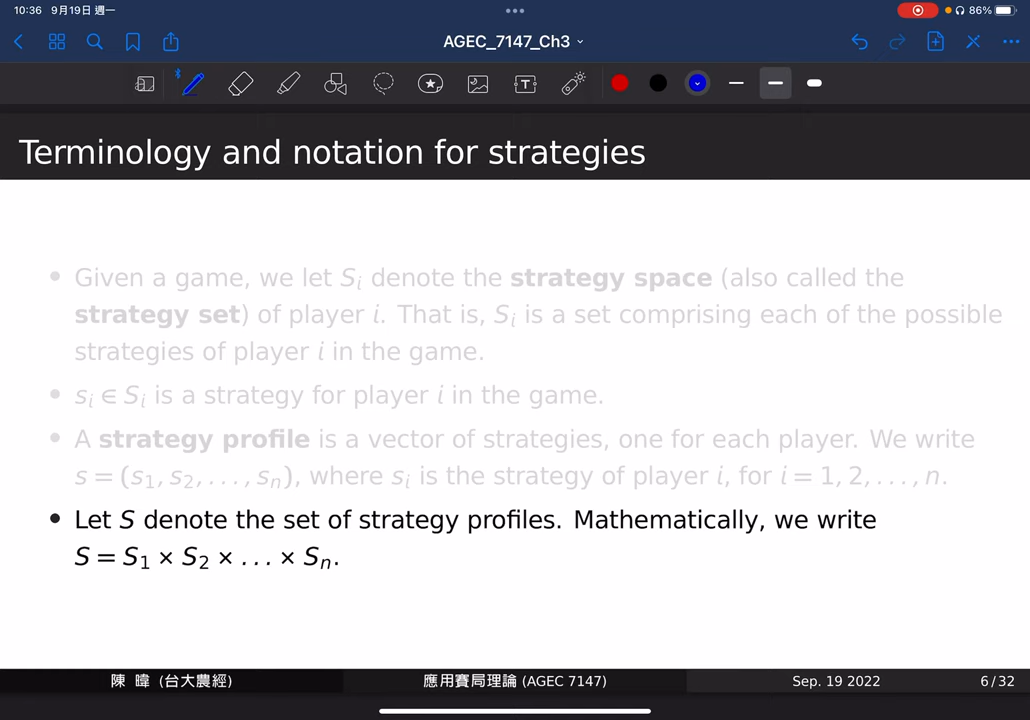 10:36 9月19日 週一
86%
AGEC_7147_Ch3
T
Terminology and notation for strategies
• Given a game, we let Sᵢ denote the strategy space (also called the
strategy set) of player i. That is, Sᵢ is a set comprising each of the possible
strategies of player i in the game.
• sᵢ ∈ Sᵢ is a strategy for player i in the game.
• A strategy profile is a vector of strategies, one for each player. We write
s = (s₁, s₂, . . . , sₙ), where sᵢ is the strategy of player i, for i = 1, 2, . . . , n.
• Let S denote the set of strategy profiles. Mathematically, we write
S = S₁ × S₂ × . . . × Sₙ.
陳 暐 (台大農經) 應用賽局理論 (AGEC 7147) Sep. 19 2022 6 / 32